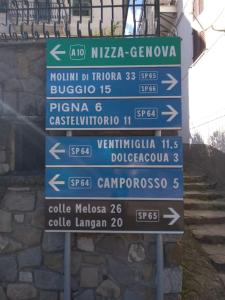 A10 NIZZA-GENOVA
MOLINI DI TRIORA 33 SP65
BUGGIO 15 SP66
PIGNA 6 SP64
CASTELVITTORIO 11
VENTIMIGLIA 11,5
SP64 DOLCEACQUA 3
SP64 CAMPOROSSO 5
colle Melosa 26
colle Langan 20 SP65